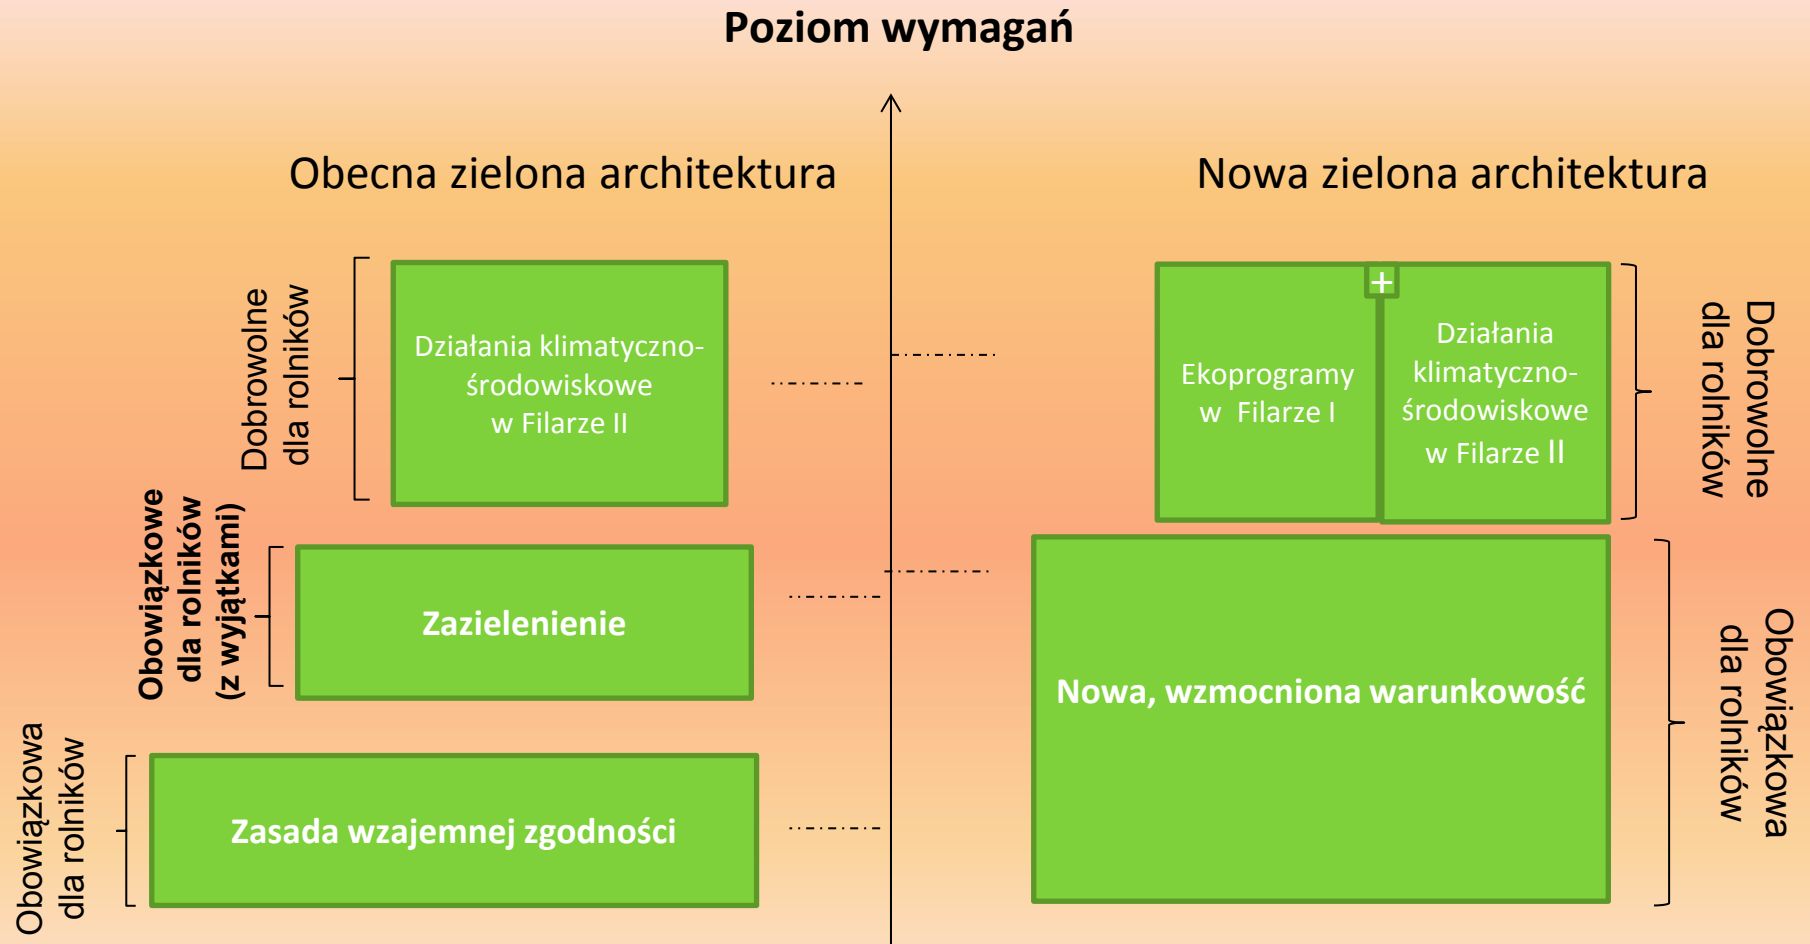 Poziom wymagań
Obecna zielona architektura
Dobrowolne
dla rolników
Działania klimatyczno-
środowiskowe
w Filarze II
Obowiązkowe
dla rolników
(z wyjątkami)
Zazielenienie
Obowiązkowa
dla rolników
Zasada wzajemnej zgodności
Nowa zielona architektura
Ekoprogramy
w Filarze I
+
Działania
klimatyczno-
środowiskowe
w Filarze II
Dobrowolne
dla rolników
Nowa, wzmocniona warunkowość
Obowiązkowa
dla rolników